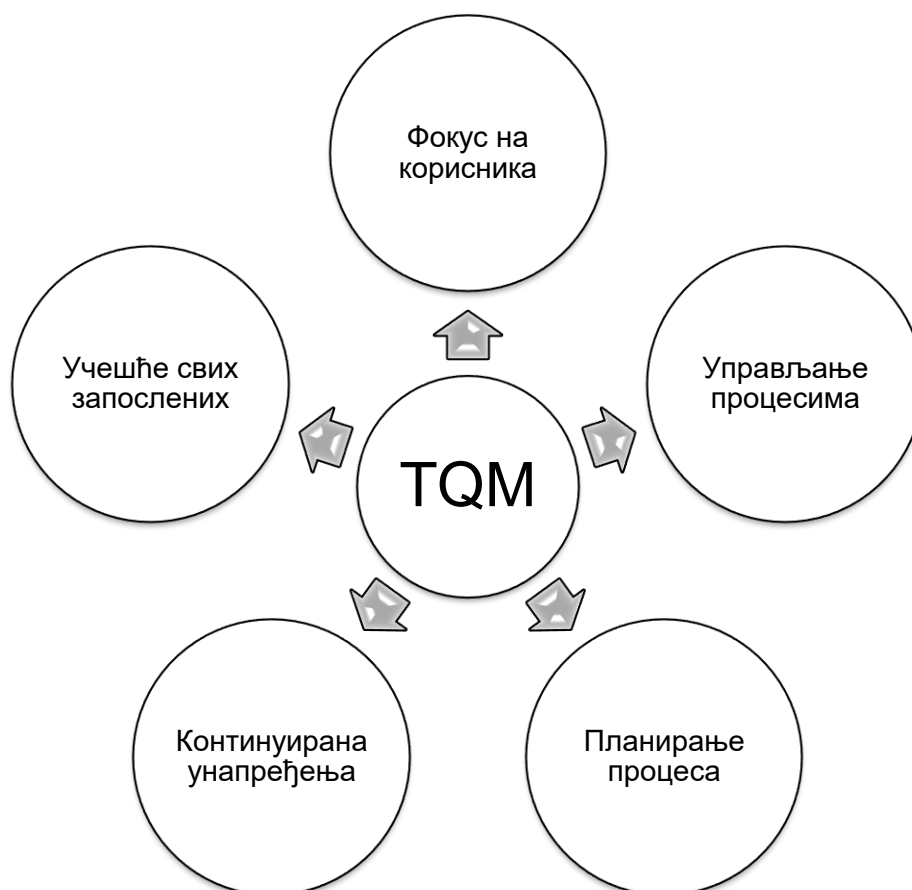 Фокус на
корисника
Учешће свих
запослених
Управљање
процесима
TQM
Континуирана
унапређења
Планирање
процеса